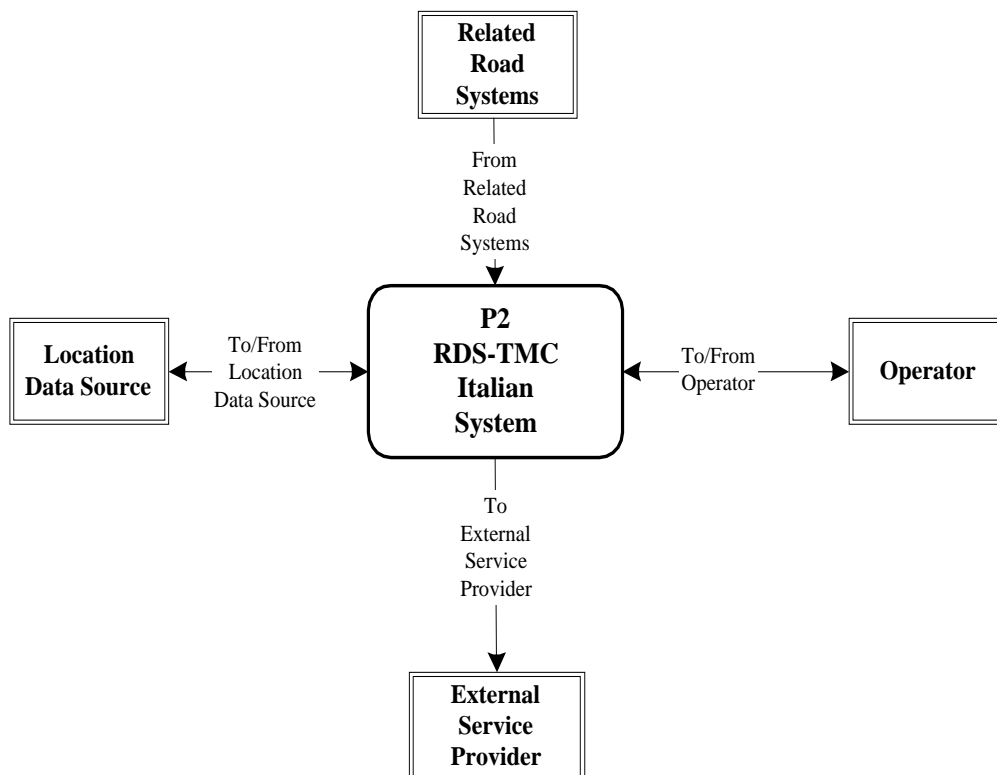 Related
Road
Systems
From
Related
Road
Systems
Location
Data Source
To/From
Location
Data Source
P2
RDS-TMC
Italian
System
To/From
Operator
Operator
To
External
Service
Provider
External
Service
Provider